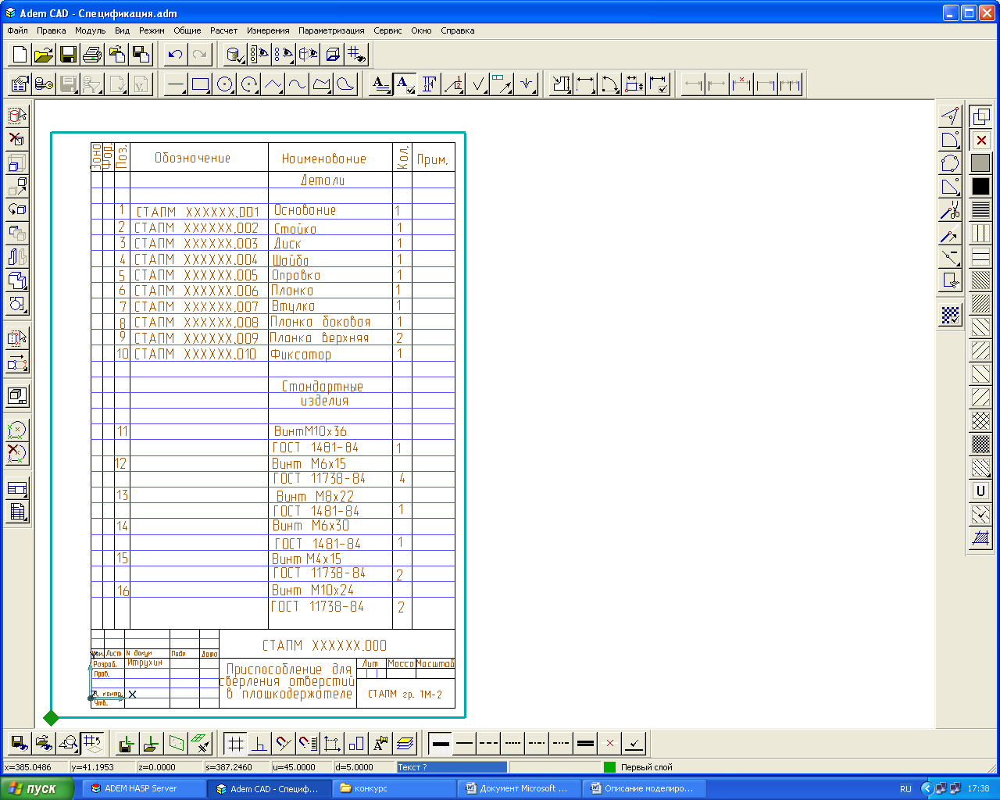 Adem CAD - Спецификация.adm
Файл Правка Модуль Вид Режим Общие Расчет Измерения Параметризация Сервис Окно Справка
Зона Фор. Поз. Обозначение Наименование Кол. Прим.
Детали
1 СТАПМ XXXXXX.001 Основание 1
2 СТАПМ XXXXXX.002 Стойка 1
3 СТАПМ XXXXXX.003 Диск 1
4 СТАПМ XXXXXX.004 Шайба 1
5 СТАПМ XXXXXX.005 Оправка 1
6 СТАПМ XXXXXX.006 Планка 1
7 СТАПМ XXXXXX.007 Втулка 1
8 СТАПМ XXXXXX.008 Планка боковая 1
9 СТАПМ XXXXXX.009 Планка верхняя 2
10 СТАПМ XXXXXX.010 Фиксатор 1
Стандартные
изделия
11 ВинтМ10х36
ГОСТ 1481-84 1
12 Винт М6х15
ГОСТ 11738-84 4
13 Винт М8х22
ГОСТ 1481-84 1
14 Винт М6х30
ГОСТ 1481-84 1
15 Винт М4х15
ГОСТ 11738-84 2
16 Винт М10х24
ГОСТ 11738-84 2
СТАПМ XXXXXX.000
Изм. Лист N докум Подп Дата
Разраб. Итрухин
Пров.
Н. контр.
Утв.
Приспособление для
сверления отверстий
в плашкодержателе
Лит Масса Масштаб
СТАПМ гр. ТМ-2
x=385.0486 y=41.1953 z=0.0000 s=387.2460 u=45.0000 d=5.0000 Текст ? Первый слой
пуск ADEM HASP Server Adem CAD - Специф... конкурс Документ Microsoft ... Описание моделиро... RU 17:38